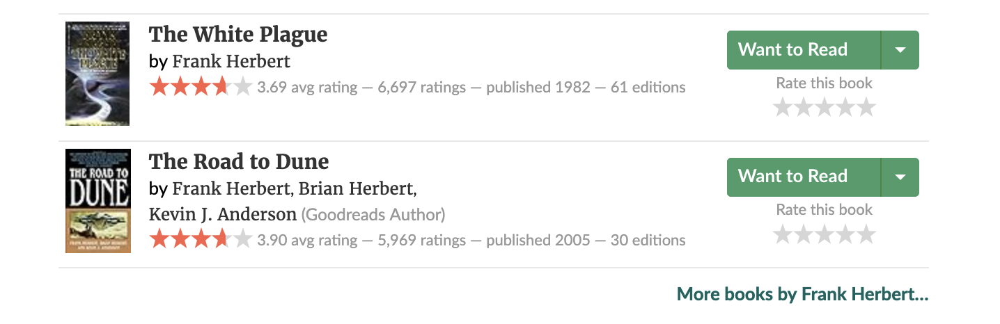 The White Plague
by Frank Herbert
3.69 avg rating — 6,697 ratings — published 1982 — 61 editions
Want to Read
Rate this book
THE ROAD TO
DUNE
The Road to Dune
by Frank Herbert, Brian Herbert,
Kevin J. Anderson (Goodreads Author)
3.90 avg rating — 5,969 ratings — published 2005 — 30 editions
Want to Read
Rate this book
More books by Frank Herbert...